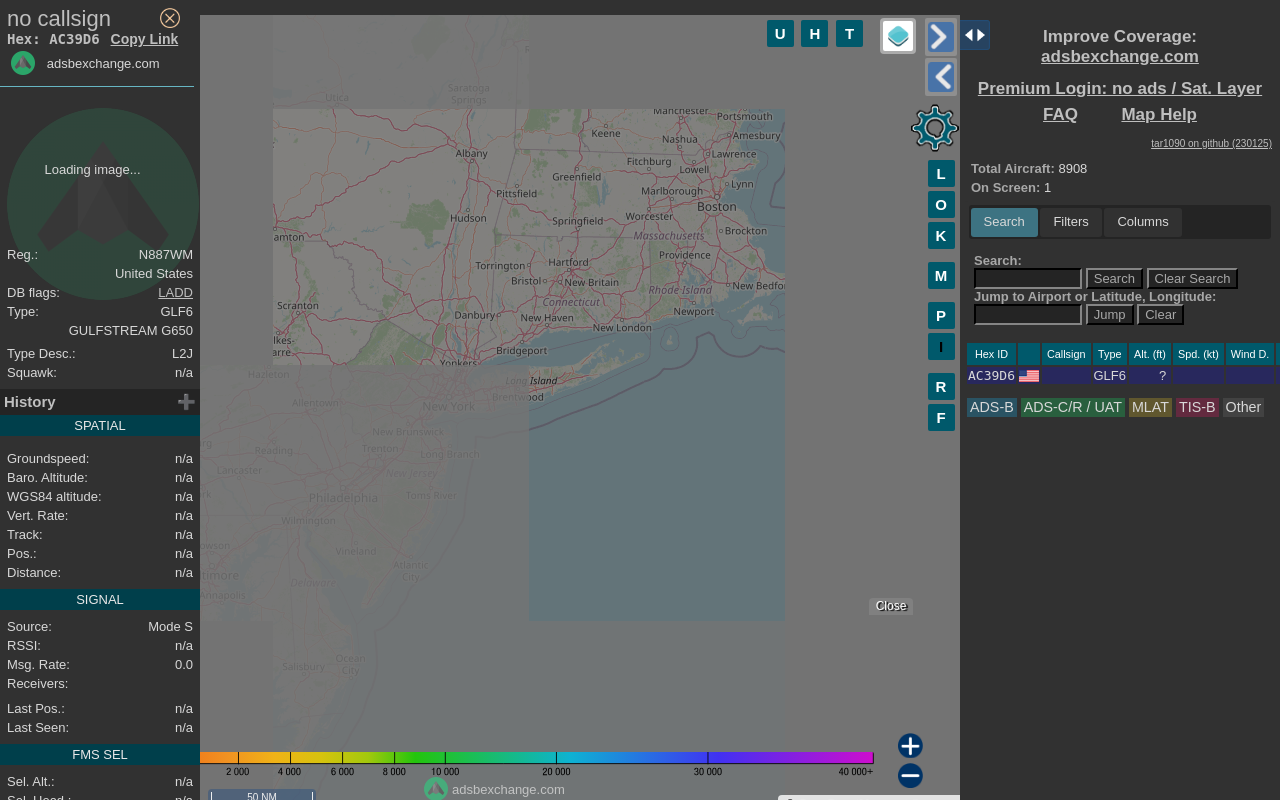 no callsign
Hex: AC39D6 Copy Link
adsbexchange.com
Loading image...
Reg.: N887WM
United States
DB flags: LADD
Type: GLF6
GULFSTREAM G650
Type Desc.: L2J
Squawk: n/a
History
SPATIAL
Groundspeed: n/a
Baro. Altitude: n/a
WGS84 altitude: n/a
Vert. Rate: n/a
Track: n/a
Pos.: n/a
Distance: n/a
SIGNAL
Source: Mode S
RSSI: n/a
Msg. Rate: 0.0
Receivers:
Last Pos.: n/a
Last Seen: n/a
FMS SEL
Sel. Alt.: n/a
U H T
L
O
K
M
P
I
R
F
Utica
Saratoga
Springs
Manchester
Portsmouth
Keene
Amesbury
Nashua
Albany
Lawrence
Fitchburg
Lowell
Greenfield
Pittsfield
Marlborough
Lynn
Hudson
Springfield
Worcester
Boston
Brockton
Massachusetts
Torrington
Hartford
Providence
Bristol
New Britain
New Bedfo
Scranton
Connecticut
Rhode Island
Danbury
New Haven
Newport
New London
Bridgeport
Yonkers
Hazleton
Long Island
Brentwood
Allentown
New York
New Brunswick
Reading
Trenton
Long Branch
Lancaster
New Jersey
Philadelphia
Toms River
Wilmington
Vineland
Atlantic
City
Delaware
Annapolis
Salisbury
Ocean
City
Close
2 000 4 000 6 000 8 000 10 000 20 000 30 000 40 000+
adsbexchange.com
50 NM
Improve Coverage:
adsbexchange.com
Premium Login: no ads / Sat. Layer
FAQ Map Help
tar1090 on github (230125)
Total Aircraft: 8908
On Screen: 1
Search Filters Columns
Search:
Search Clear Search
Jump to Airport or Latitude, Longitude:
Jump Clear
Hex ID Callsign Type Alt. (ft) Spd. (kt) Wind D.
AC39D6 GLF6 ?
ADS-B ADS-C/R / UAT MLAT TIS-B Other